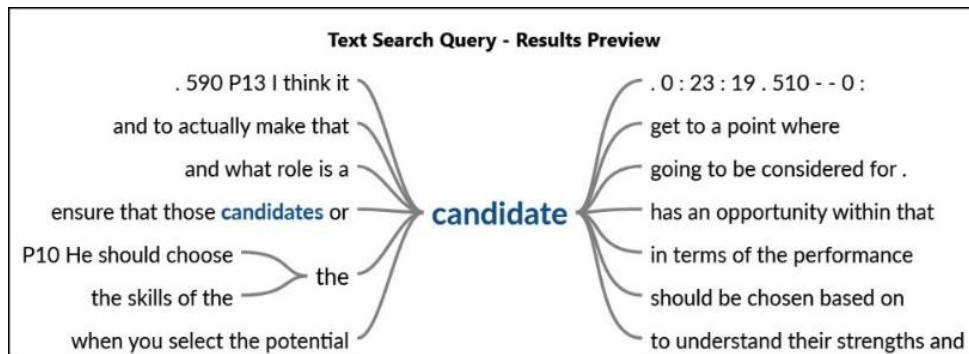 Text Search Query - Results Preview
. 590 P13 I think it
and to actually make that
and what role is a
ensure that those candidates or
P10 He should choose
the skills of the
the
when you select the potential
candidate
. 0 : 23 : 19 . 510 - - 0 :
get to a point where
going to be considered for .
has an opportunity within that
in terms of the performance
should be chosen based on
to understand their strengths and